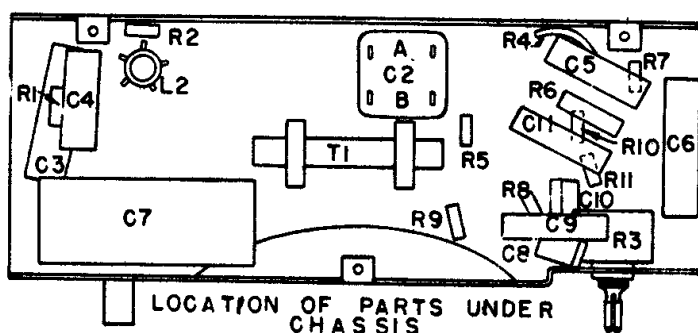 R2
L2
R1
C4
C3
A
C2
B
T1
R5
R4
C5
R7
R6
C11
R10
C6
R11
R8
C10
C9
R3
C8
R9
C7
LOCATION OF PARTS UNDER
CHASSIS